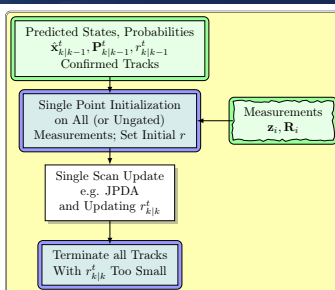 Predicted States, Probabilities
x̂ᵗₖ|ₖ₋₁, Pᵗₖ|ₖ₋₁, rᵗₖ|ₖ₋₁
Confirmed Tracks
Single Point Initialization
on All (or Ungated)
Measurements; Set Initial r
Measurements
zᵢ, Rᵢ
Single Scan Update
e.g. JPDA
and Updating rᵗₖ|ₖ
Terminate all Tracks
With rᵗₖ|ₖ Too Small